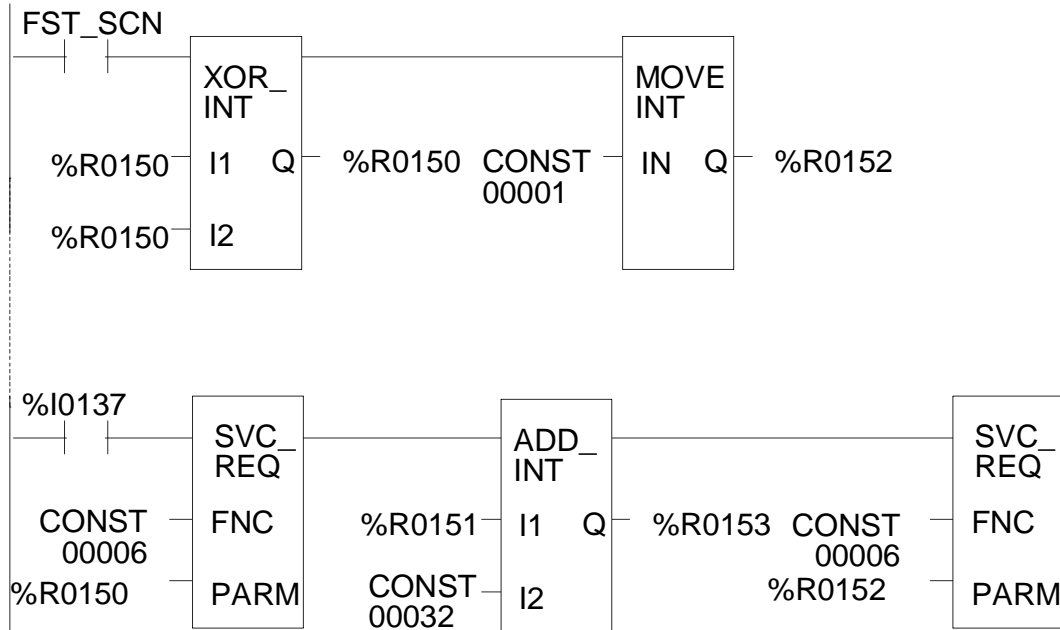 FST_SCN
XOR_
INT
MOVE
INT
%R0150 I1 Q %R0150 CONST
00001 IN Q %R0152
%R0150 I2
%I0137
SVC_
REQ
ADD_
INT
SVC_
REQ
CONST
00006 FNC %R0151 I1 Q %R0153 CONST
00006 FNC
%R0150 PARM CONST
00032 I2 %R0152 PARM